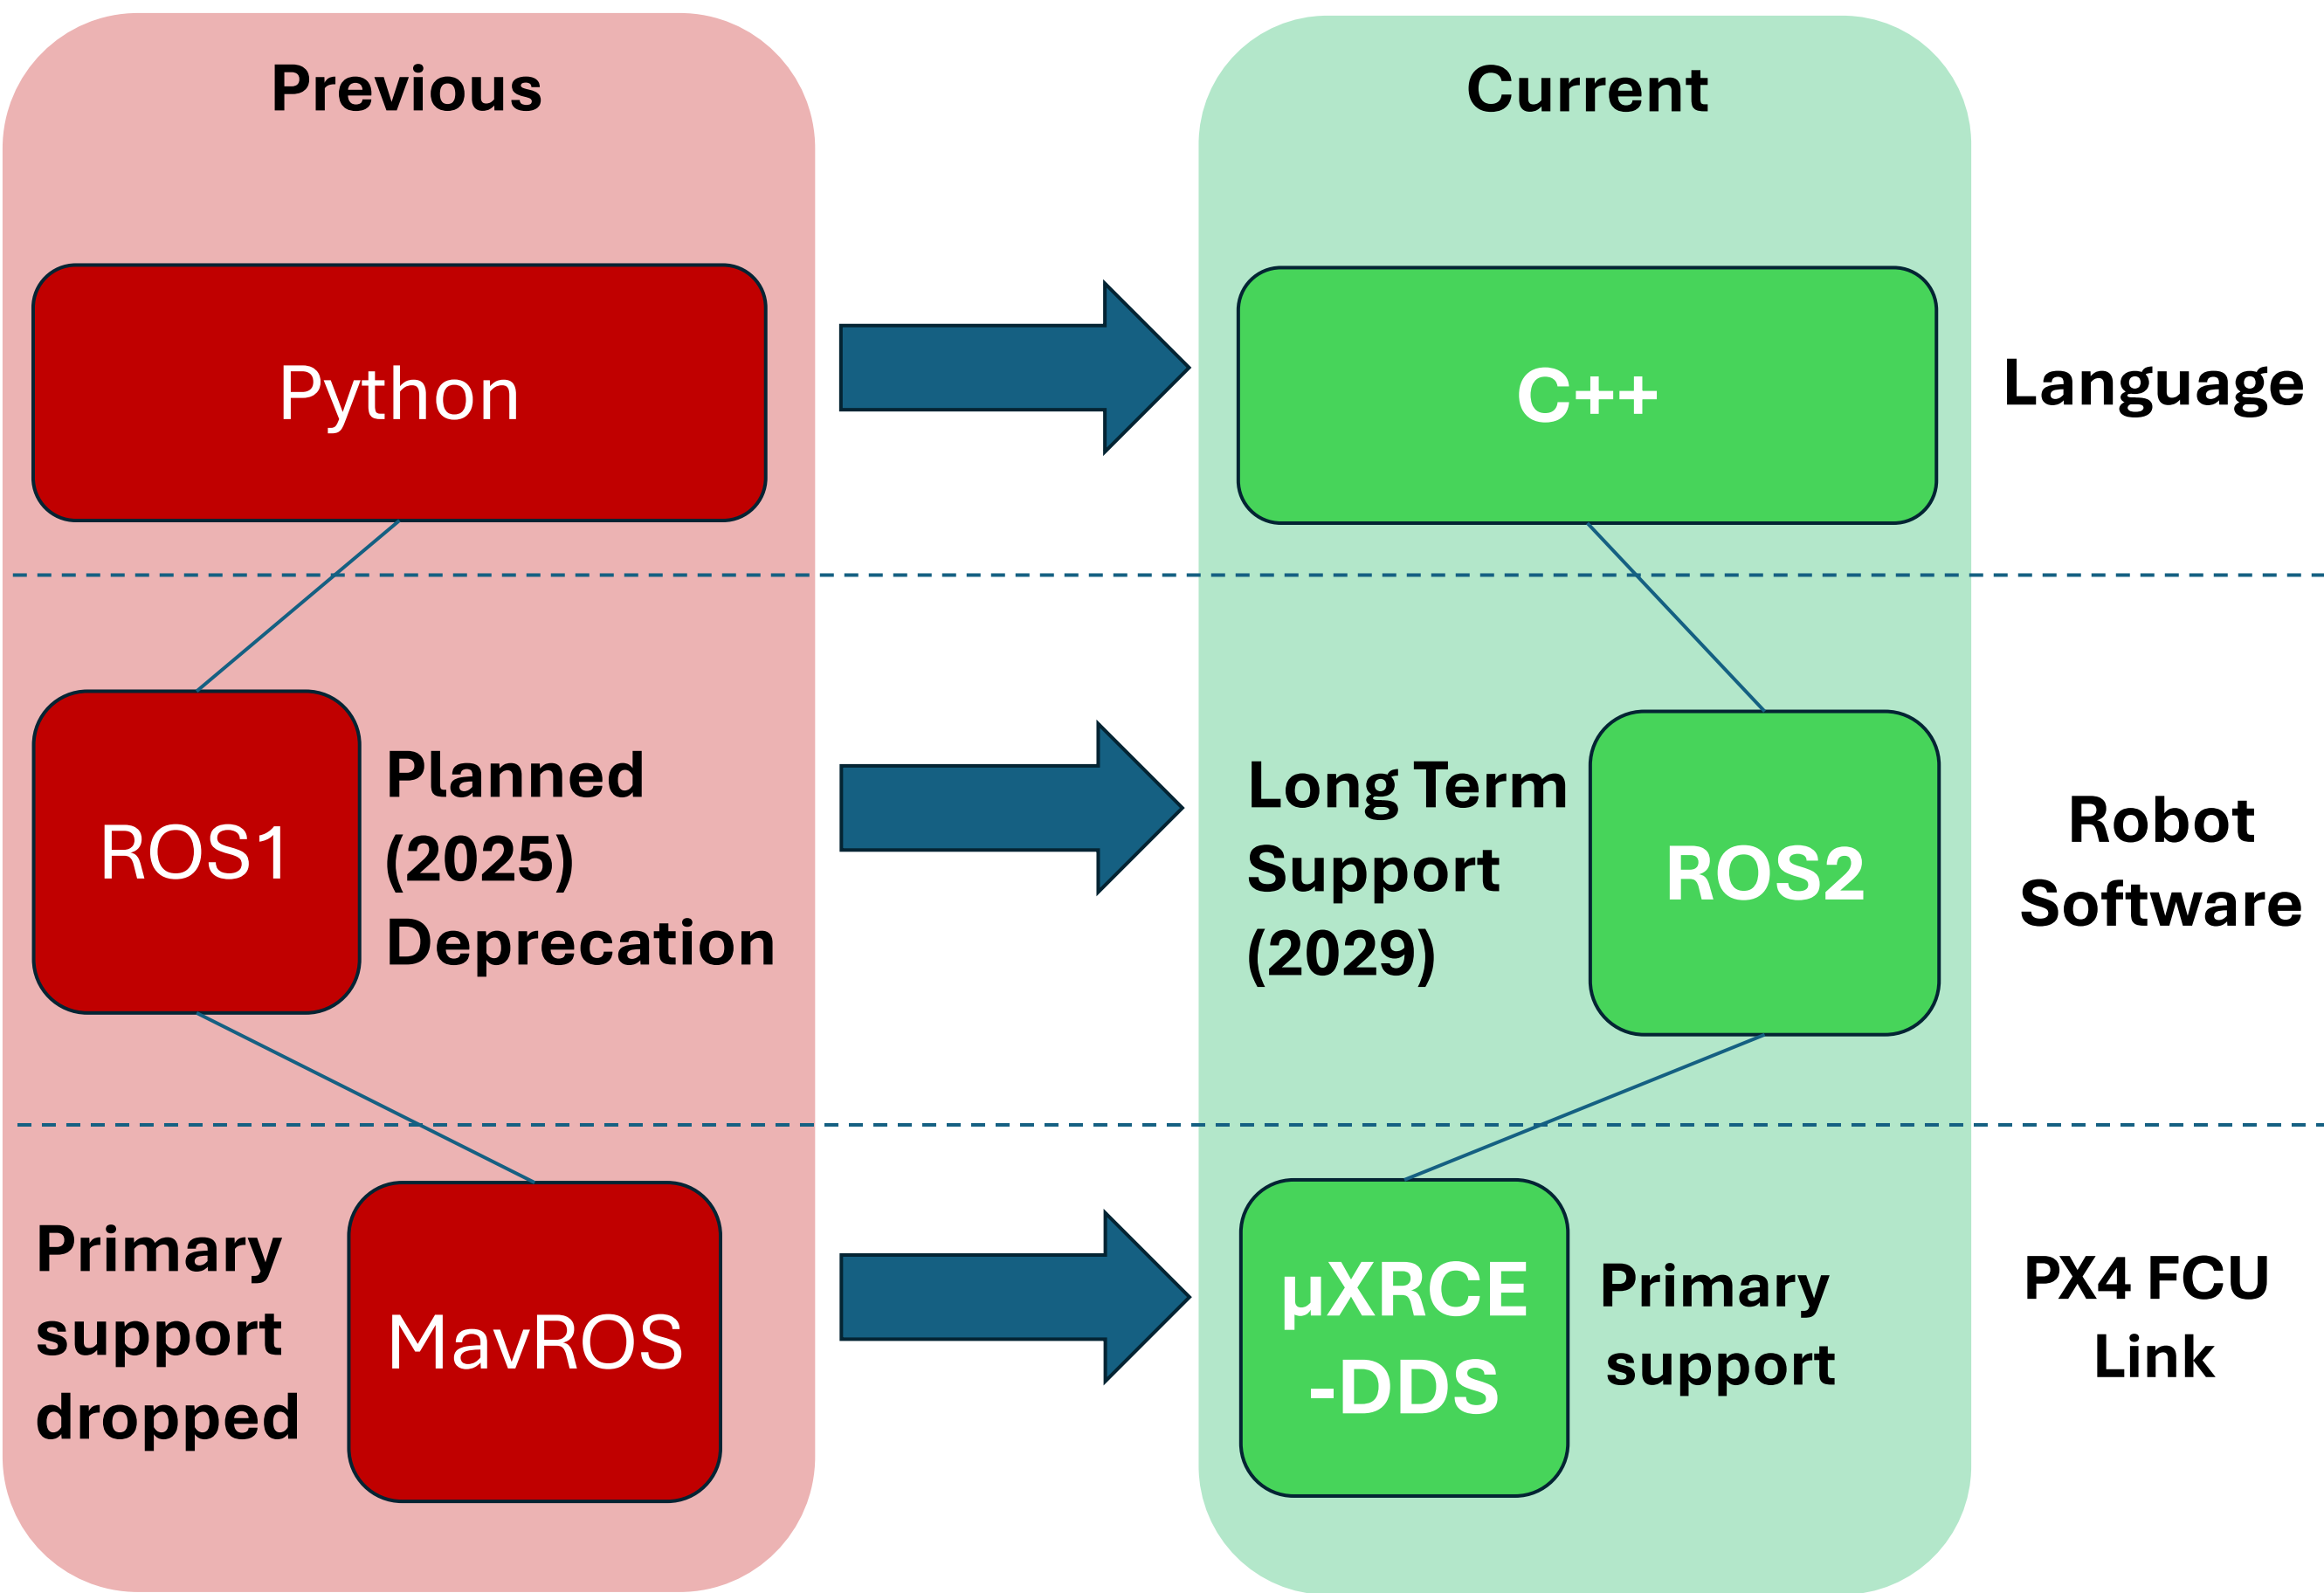 Previous
Current
Python
C++
Language
ROS1
Planned
(2025)
Deprecation
Long Term
Support
(2029)
ROS2
Robot
Software
Primary
support
dropped
MavROS
µXRCE
-DDS
Primary
support
PX4 FCU
Link